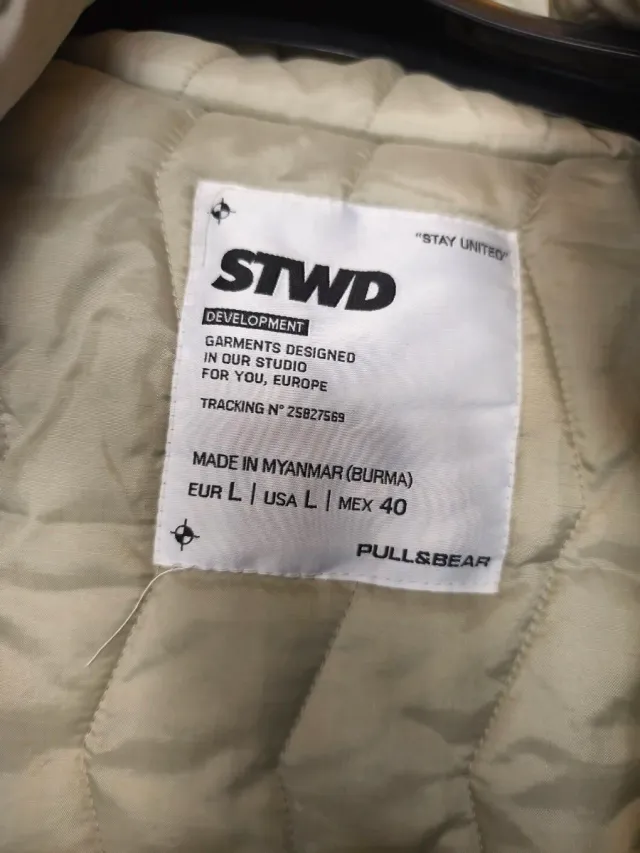 "STAY UNITED"
STWD
DEVELOPMENT
GARMENTS DESIGNED
IN OUR STUDIO
FOR YOU, EUROPE
TRACKING N° 25827569
MADE IN MYANMAR (BURMA)
EUR L | USA L | MEX 40
PULL&BEAR